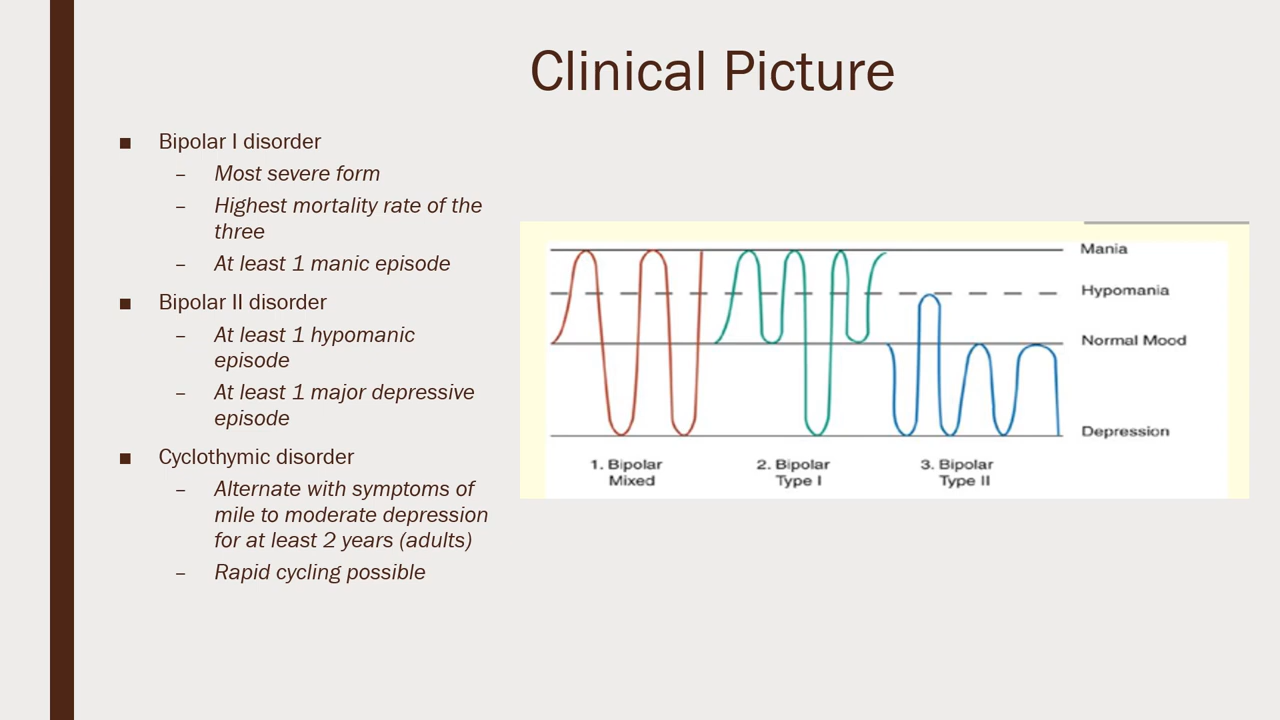 Clinical Picture
■ Bipolar I disorder
– Most severe form
– Highest mortality rate of the
three
– At least 1 manic episode
■ Bipolar II disorder
– At least 1 hypomanic
episode
– At least 1 major depressive
episode
■ Cyclothymic disorder
– Alternate with symptoms of
mile to moderate depression
for at least 2 years (adults)
– Rapid cycling possible
Mania
Hypomania
Normal Mood
Depression
1. Bipolar
Mixed
2. Bipolar
Type I
3. Bipolar
Type II